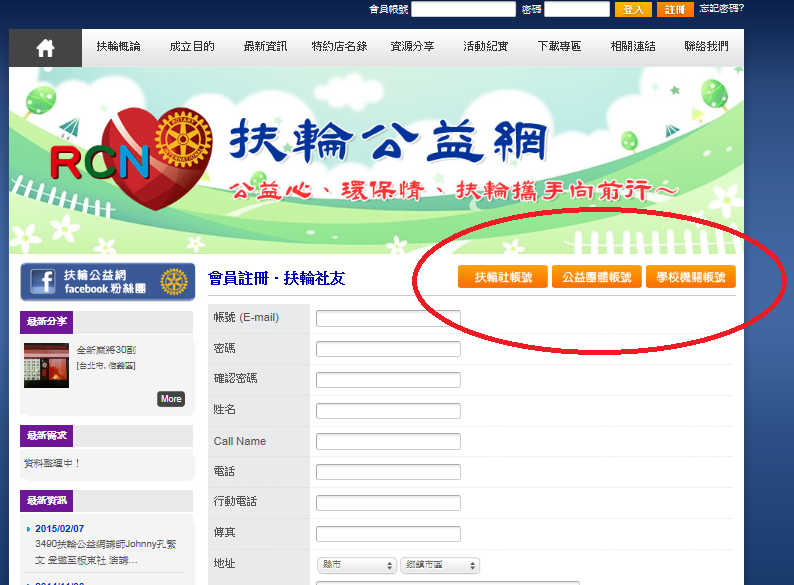 會員帳號 密碼 登入 註冊 忘記密碼?
扶輪概論 成立目的 最新資訊 特約店名錄 資源分享 活動紀實 下載專區 相關連結 聯絡我們
RCN 扶輪公益網
公益心、環保情、扶輪攜手向前行~
扶輪公益網
facebook 粉絲團
會員註冊・扶輪社友
扶輪社帳號 公益團體帳號 學校機關帳號
最新分享
全新麻將30副
[台北市, 信義區]
More
最新需求
資料整理中!
最新資訊
2015/02/07
3490扶輪公益網講師Johnny孔繁
文 受邀至板東社 演講...
帳號 (E-mail)
密碼
確認密碼
姓名
Call Name
電話
行動電話
傳真
地址 縣市 鄉鎮市區